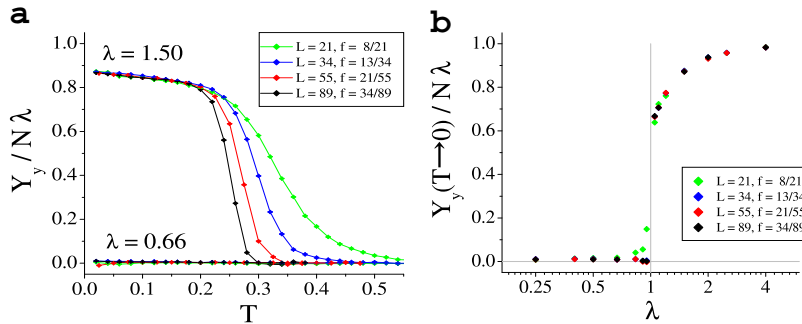 a
λ = 1.50
L = 21, f = 8/21
L = 34, f = 13/34
L = 55, f = 21/55
L = 89, f = 34/89
λ = 0.66
Y_y / N λ
1.0
0.8
0.6
0.4
0.2
0.0
0.0 0.1 0.2 0.3 0.4 0.5
T
b
Y_y(T→0) / N λ
1.0
0.8
0.6
0.4
0.2
0.0
L = 21, f = 8/21
L = 34, f = 13/34
L = 55, f = 21/55
L = 89, f = 34/89
0.25 0.5 1 2 4
λ